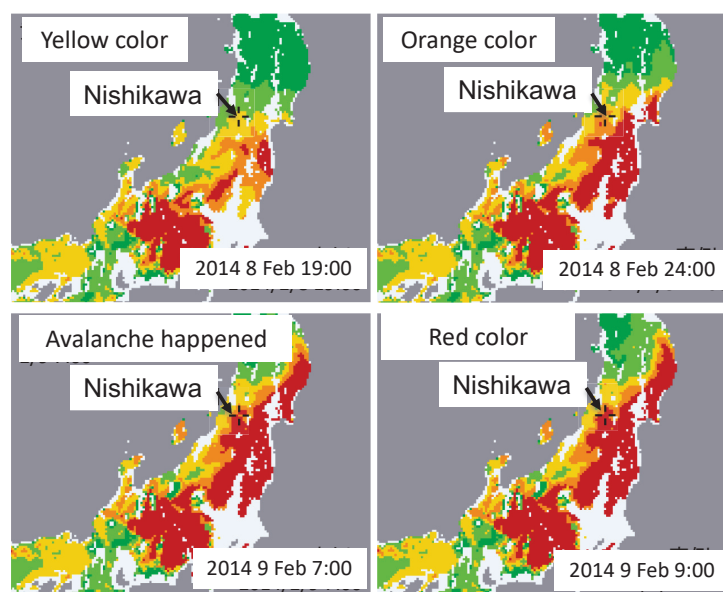 Yellow color
Nishikawa
2014 8 Feb 19:00
Orange color
Nishikawa
2014 8 Feb 24:00
Avalanche happened
Nishikawa
2014 9 Feb 7:00
Red color
Nishikawa
2014 9 Feb 9:00